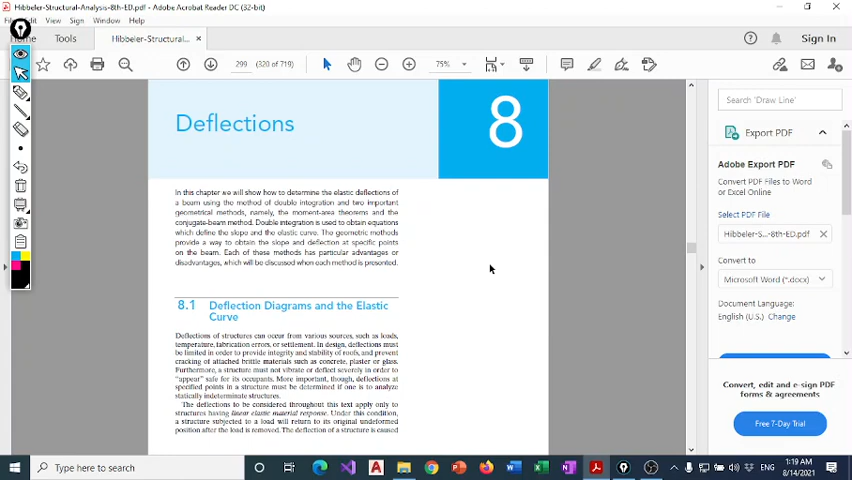 Hibbeler-Structural-Analysis-8th-ED.pdf - Adobe Acrobat Reader DC (32-bit)
File Edit View Sign Window Help
Home Tools Hibbeler-Structural... × Sign In
299 (320 of 719) 75%
Search 'Draw Line'
Export PDF
Adobe Export PDF
Convert PDF Files to Word
or Excel Online
Select PDF File
Hibbeler-S...-8th-ED.pdf
Convert to
Microsoft Word (*.docx)
Document Language:
English (U.S.) Change
Convert, edit and e-sign PDF
forms & agreements
Free 7-Day Trial
Deflections
8
In this chapter we will show how to determine the elastic deflections of
a beam using the method of double integration and two important
geometrical methods, namely, the moment-area theorems and the
conjugate-beam method. Double integration is used to obtain equations
which define the slope and the elastic curve. The geometric methods
provide a way to obtain the slope and deflection at specific points
on the beam. Each of these methods has particular advantages or
disadvantages, which will be discussed when each method is presented.
8.1 Deflection Diagrams and the Elastic
Curve
Deflections of structures can occur from various sources, such as loads,
temperature, fabrication errors, or settlement. In design, deflections must
be limited in order to provide integrity and stability of roofs, and prevent
cracking of attached brittle materials such as concrete, plaster or glass.
Furthermore, a structure must not vibrate or deflect severely in order to
"appear" safe for its occupants. More important, though, deflections at
specified points in a structure must be determined if one is to analyze
statically indeterminate structures.
The deflections to be considered throughout this text apply only to
structures having linear elastic material response. Under this condition,
a structure subjected to a load will return to its original undeformed
position after the load is removed. The deflection of a structure is caused
Type here to search
ENG
1:19 AM
8/14/2021